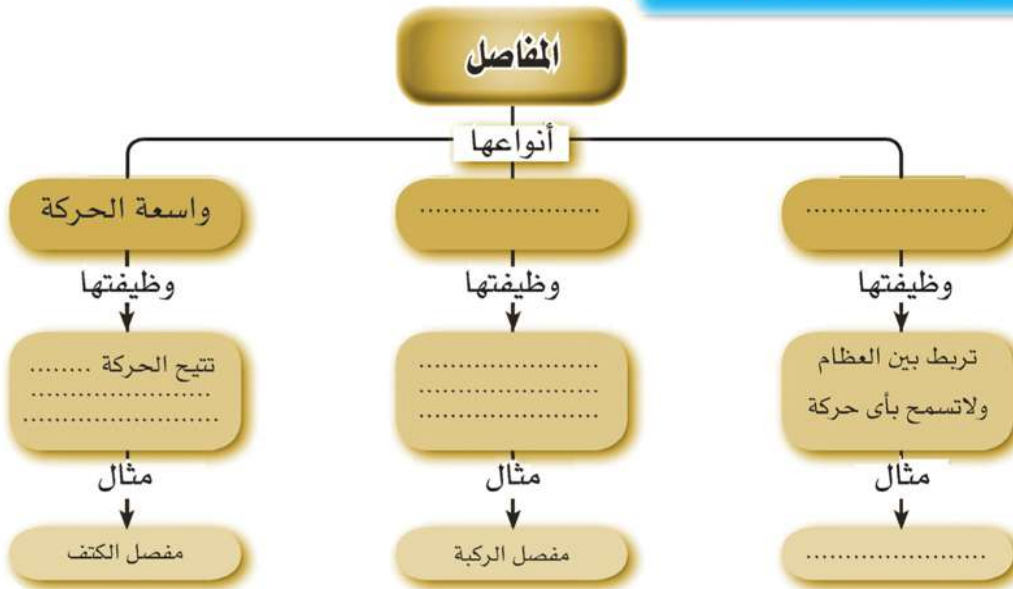 المفاصل
أنواعها
.......................
.......................
واسعة الحركة
وظيفتها
وظيفتها
وظيفتها
تربط بين العظام
ولاتسمح بأى حركة
.......................
.......................
.......................
تتيح الحركة ........
.......................
.........................
مثال
مثال
مثال
.......................
مفصل الركبة
مفصل الكتف